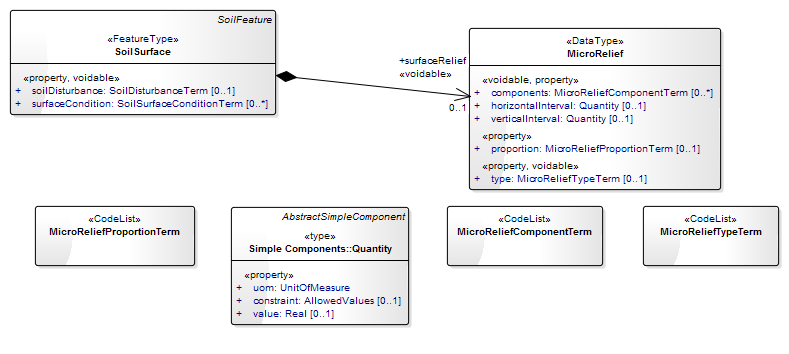 SoilFeature
«FeatureType»
SoilSurface
«property, voidable»
+ soilDisturbance: SoilDisturbanceTerm [0..1]
+ surfaceCondition: SoilSurfaceConditionTerm [0..*]
+surfaceRelief
«voidable»
0..1
«DataType»
MicroRelief
«voidable, property»
+ components: MicroReliefComponentTerm [0..*]
+ horizontalInterval: Quantity [0..1]
+ verticalInterval: Quantity [0..1]
«property»
+ proportion: MicroReliefProportionTerm [0..1]
«property, voidable»
+ type: MicroReliefTypeTerm [0..1]
«CodeList»
MicroReliefProportionTerm
AbstractSimpleComponent
«type»
Simple Components::Quantity
«property»
+ uom: UnitOfMeasure
+ constraint: AllowedValues [0..1]
+ value: Real [0..1]
«CodeList»
MicroReliefComponentTerm
«CodeList»
MicroReliefTypeTerm